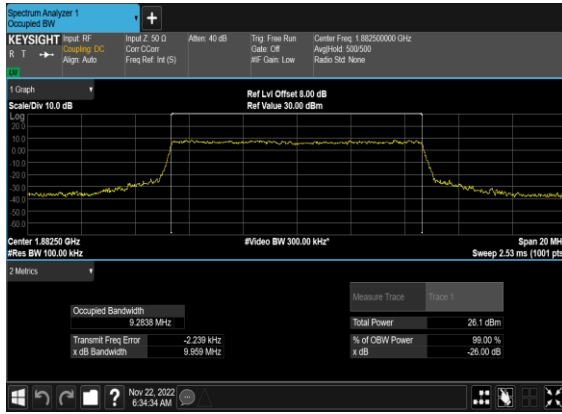 Spectrum Analyzer 1
Occupied BW
+
KEYSIGHT
R T
LXI
Input: RF
Coupling: DC
Align: Auto
Input Z: 50 Ω
Corr CCorr
Freq Ref: Int (S)
Atten: 40 dB
Trig: Free Run
Gate: Off
#IF Gain: Low
Center Freq: 1.882500000 GHz
Avg|Hold: 500/500
Radio Std: None
1 Graph
Scale/Div 10.0 dB
Ref Lvl Offset 8.00 dB
Ref Value 30.00 dBm
Log
20.0
10.0
0.00
-10.0
-20.0
-30.0
-40.0
-50.0
-60.0
Center 1.88250 GHz
#Res BW 100.00 kHz
#Video BW 300.00 kHz*
Span 20 MH
Sweep 2.53 ms (1001 pts
2 Metrics
Measure Trace Trace 1
Occupied Bandwidth
9.2838 MHz
Total Power 26.1 dBm
Transmit Freq Error -2.239 kHz
% of OBW Power 99.00 %
x dB Bandwidth 9.959 MHz
x dB -26.00 dB
?
Nov 22, 2022
6:34:34 AM